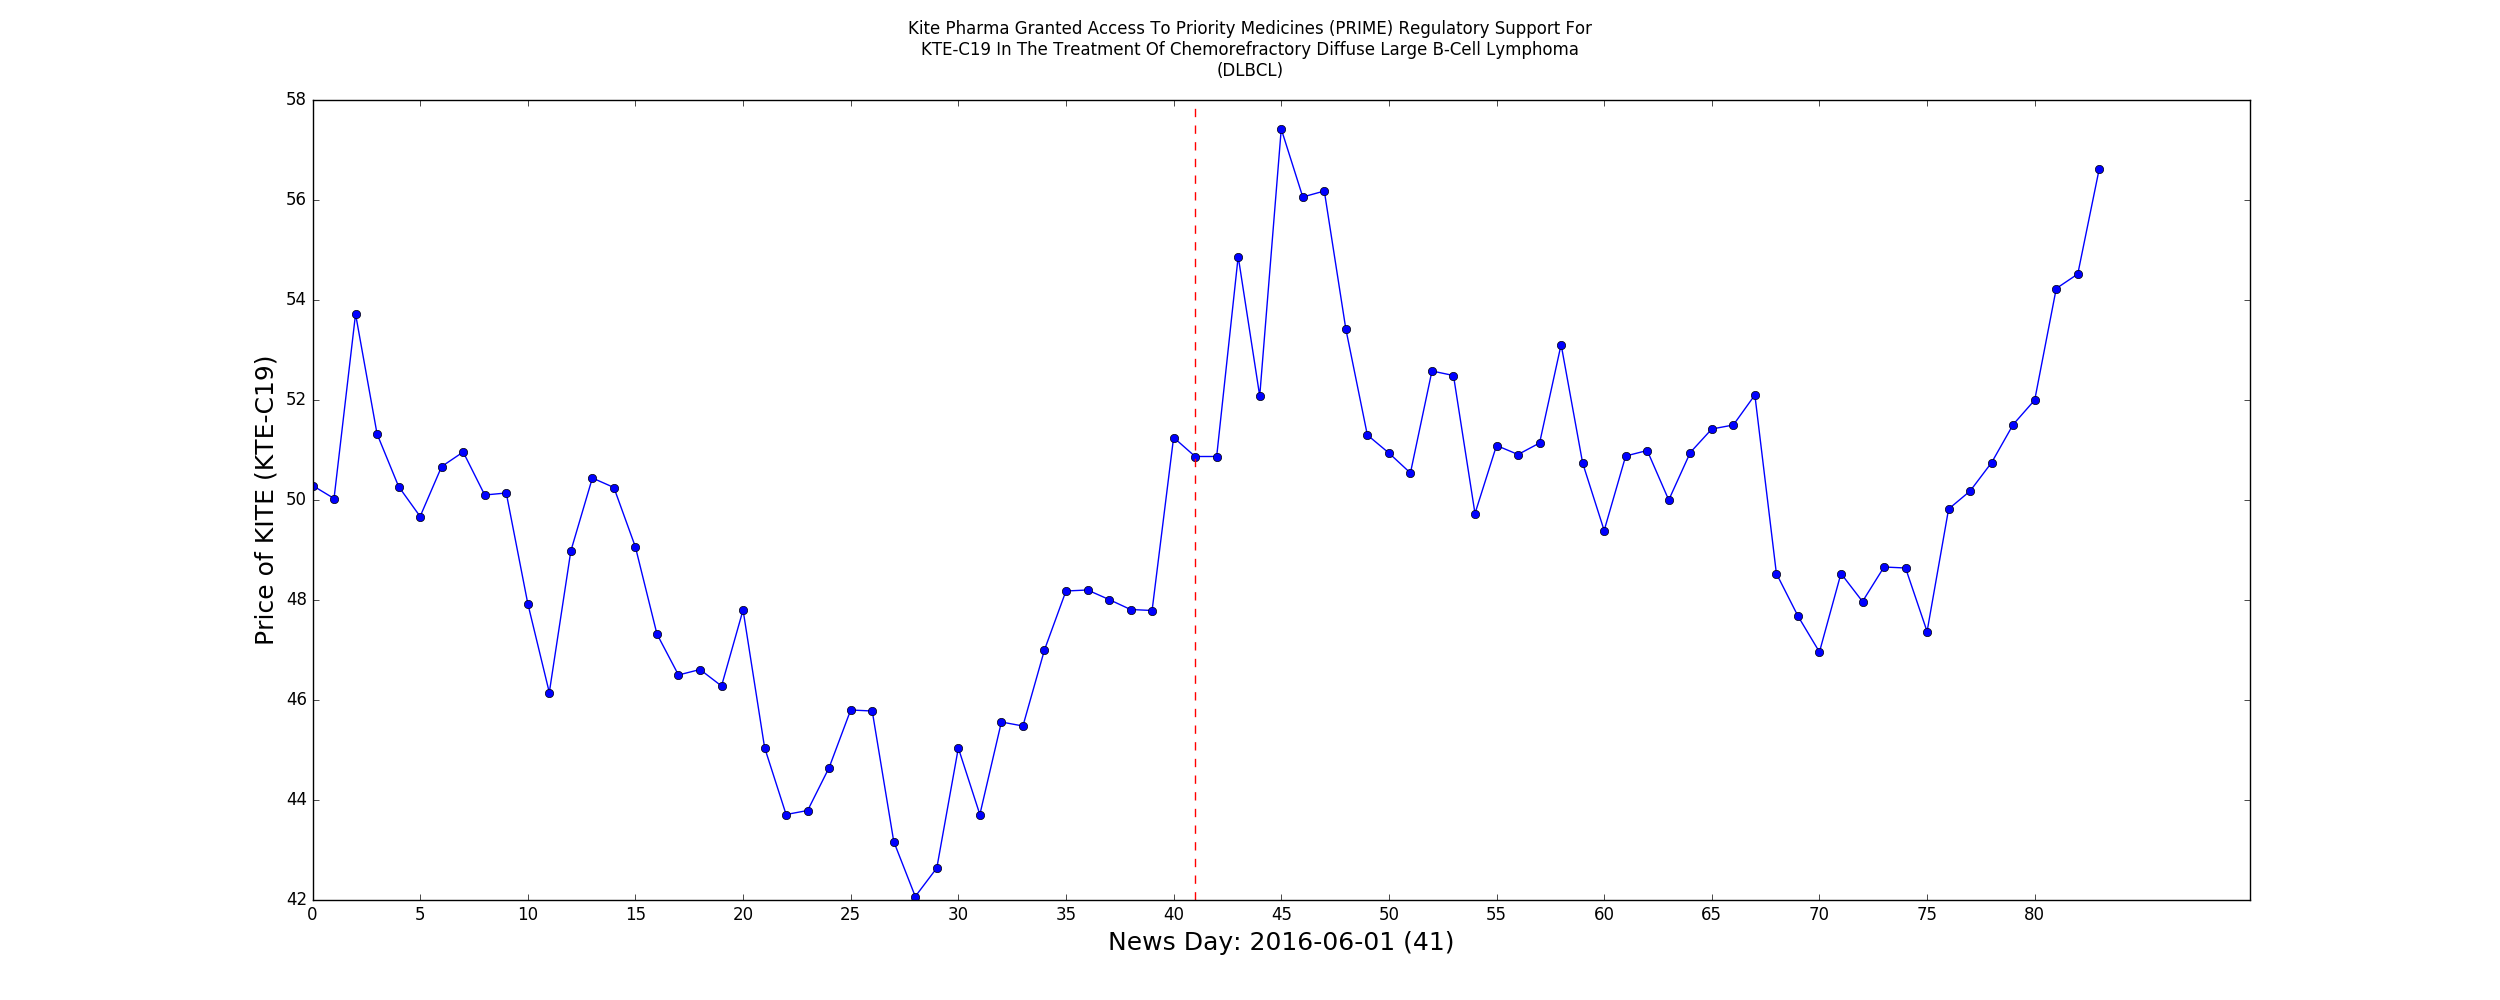 Kite Pharma Granted Access To Priority Medicines (PRIME) Regulatory Support For
KTE-C19 In The Treatment Of Chemorefractory Diffuse Large B-Cell Lymphoma
(DLBCL)
58
56
54
52
50
48
46
44
42
Price of KITE (KTE-C19)
0 5 10 15 20 25 30 35 40 45 50 55 60 65 70 75 80
News Day: 2016-06-01 (41)